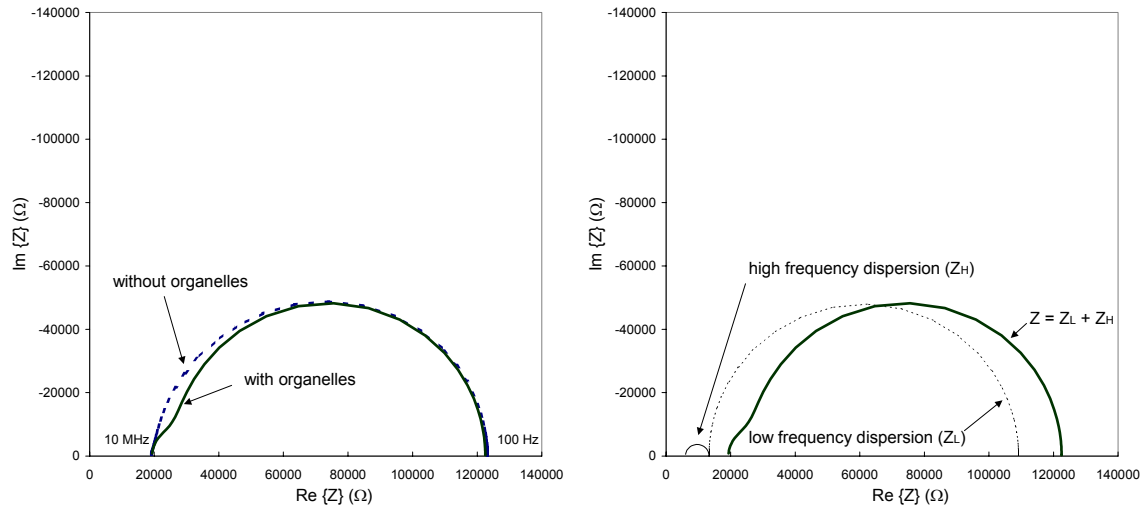 -140000
-120000
-100000
-80000
-60000
-40000
-20000
0
Im {Z} (Ω)
without organelles
with organelles
10 MHz
100 Hz
0 20000 40000 60000 80000 100000 120000 140000
Re {Z} (Ω)
-140000
-120000
-100000
-80000
-60000
-40000
-20000
0
Im {Z} (Ω)
high frequency dispersion (ZH)
Z = ZL + ZH
low frequency dispersion (ZL)
0 20000 40000 60000 80000 100000 120000 140000
Re {Z} (Ω)